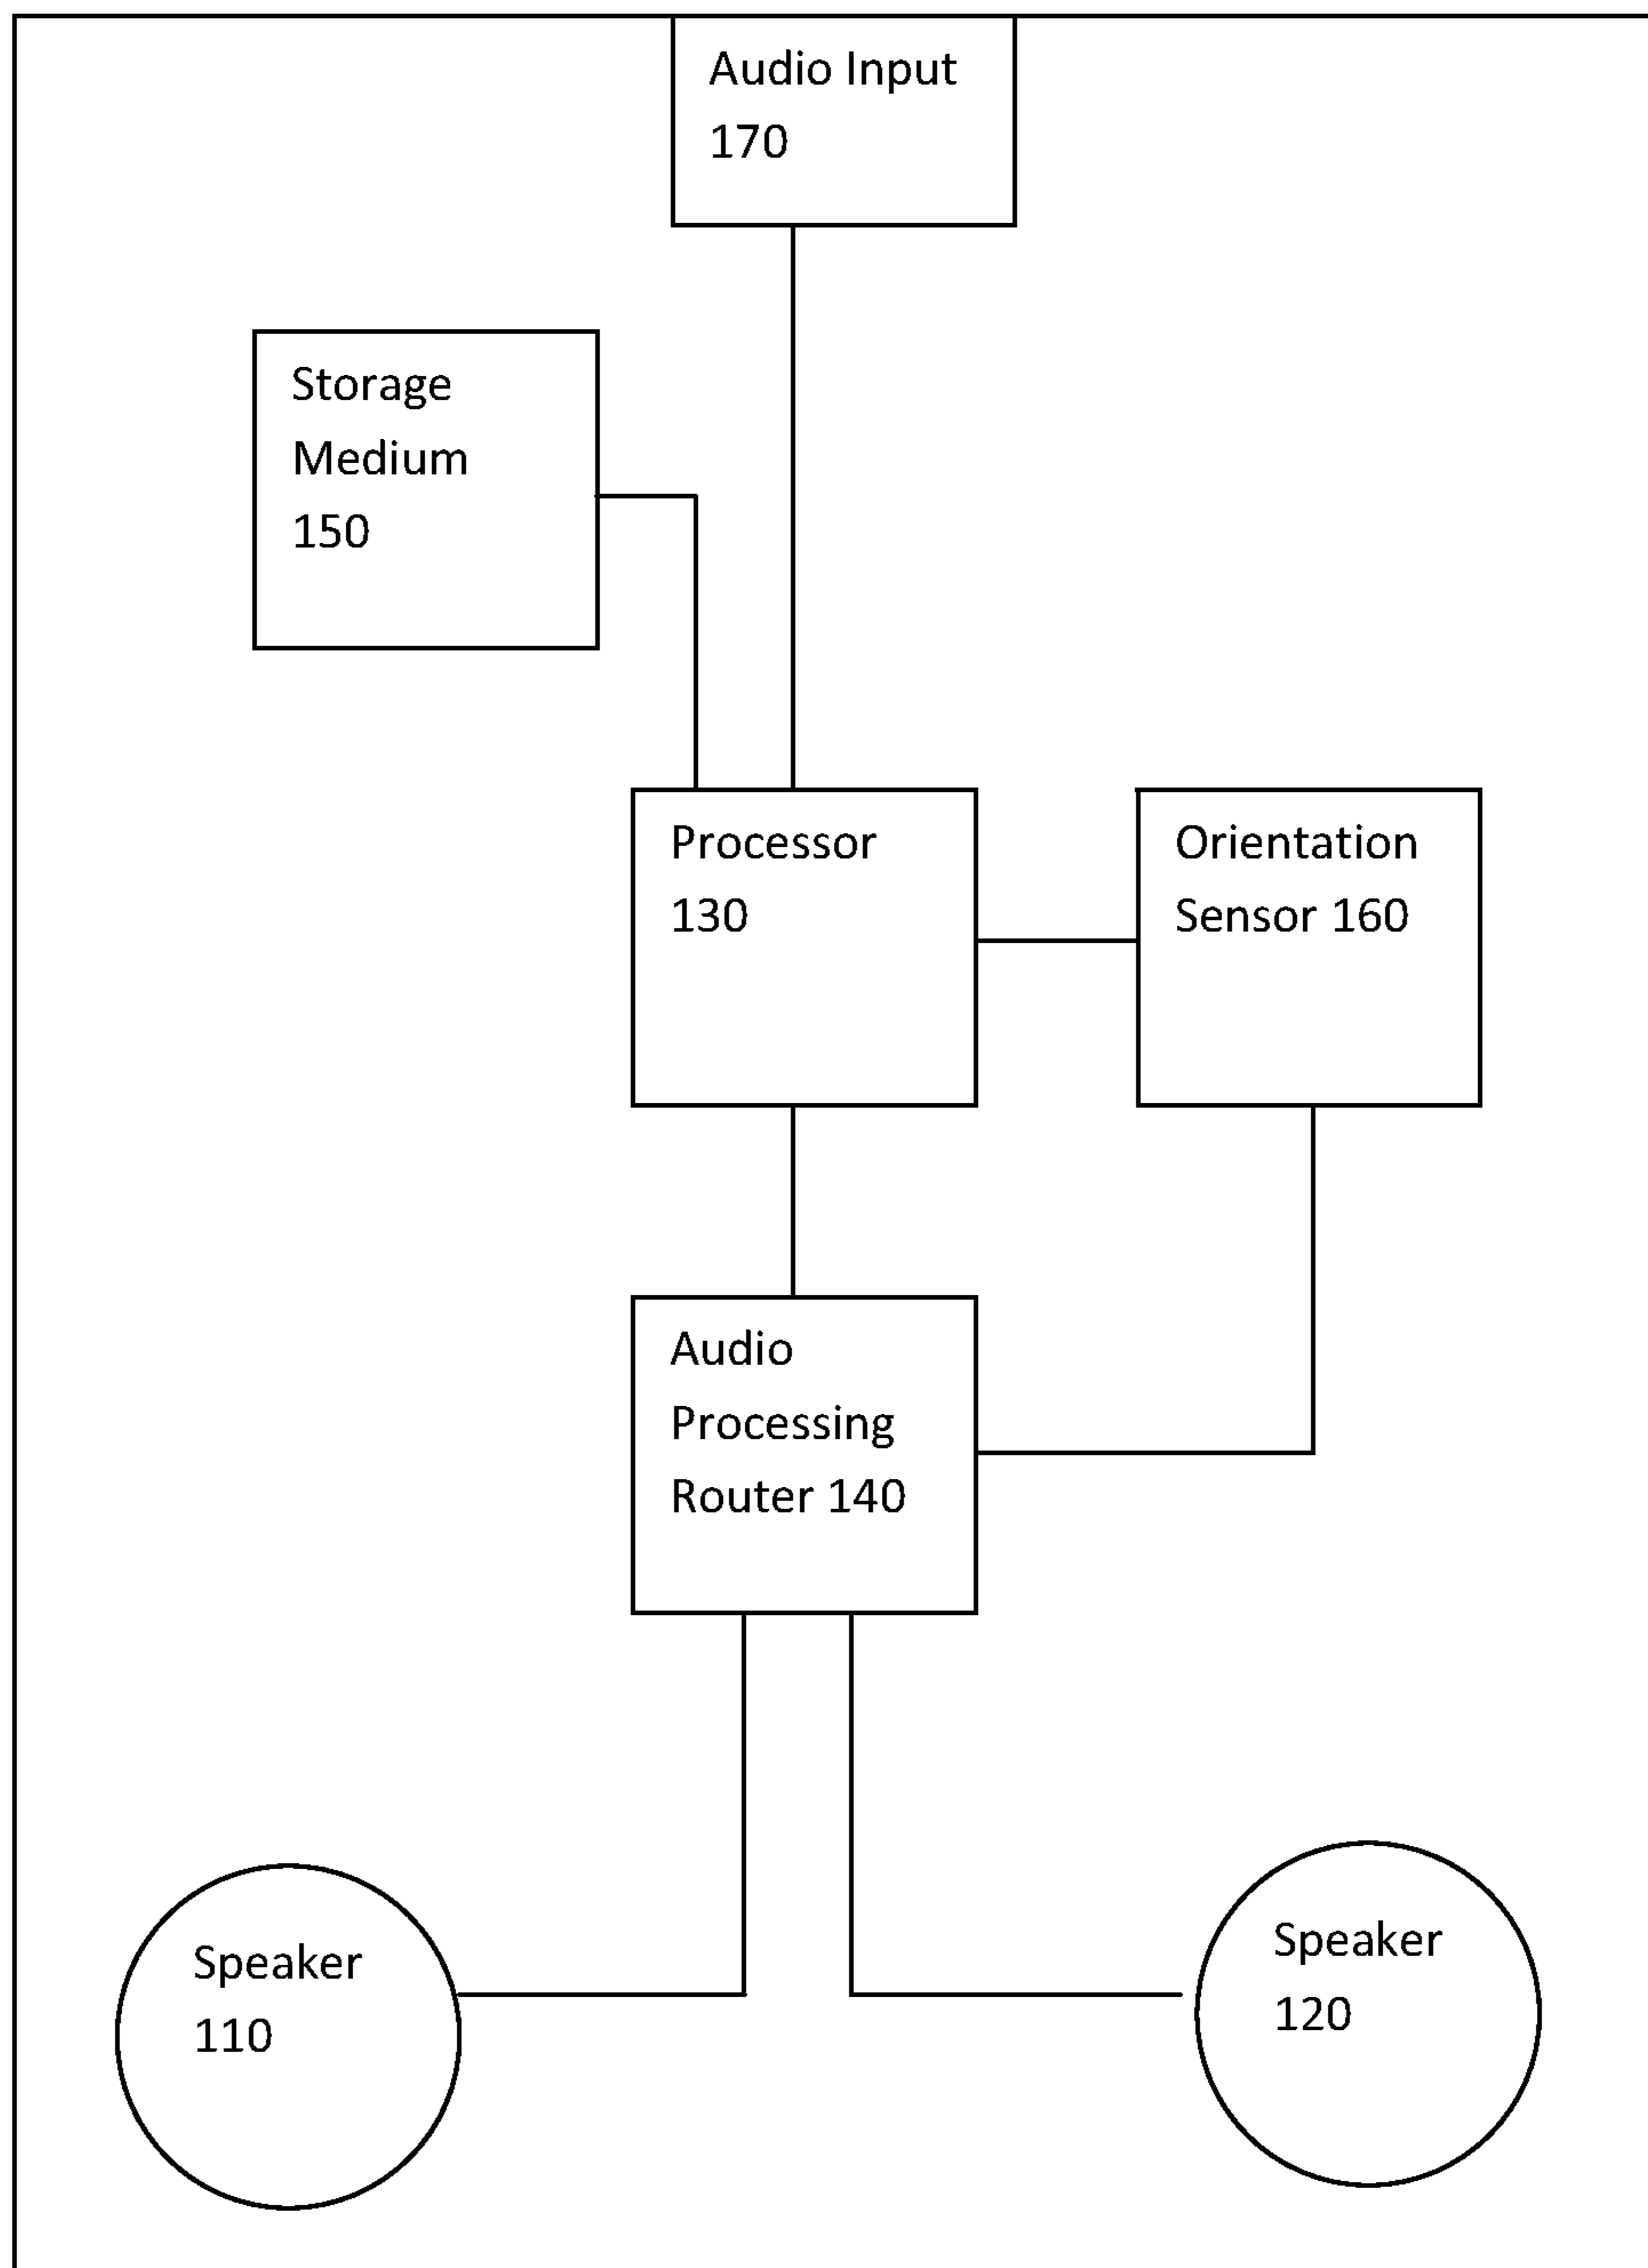 Audio Input
170
Storage
Medium
150
Processor
130
Orientation
Sensor 160
Audio
Processing
Router 140
Speaker
110
Speaker
120